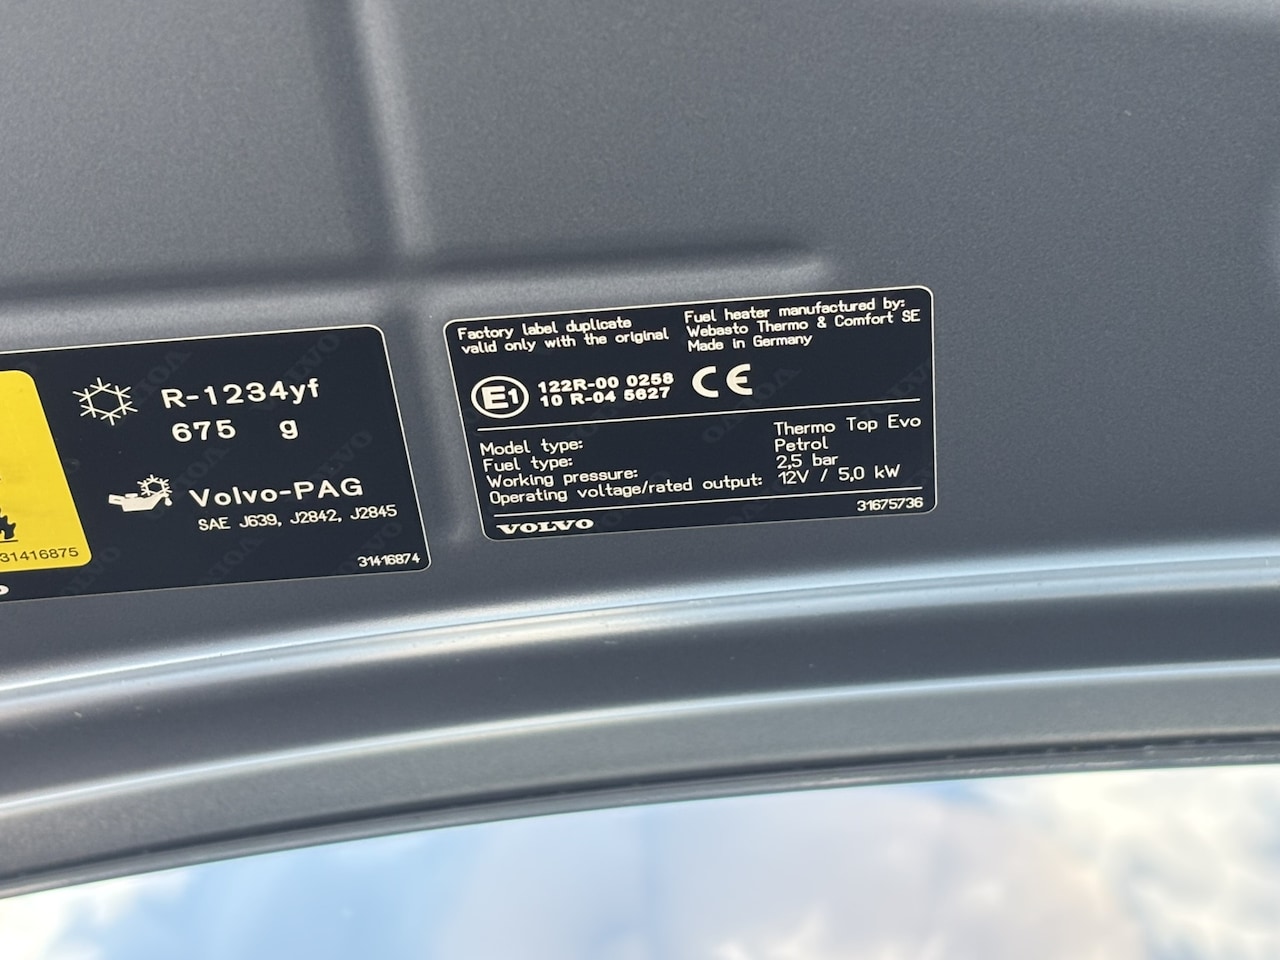 R-1234yf
675 g
Volvo-PAG
SAE J639, J2842, J2845
31416874
31416875
Factory label duplicate
valid only with the original
Fuel heater manufactured by:
Webasto Thermo & Comfort SE
Made in Germany
E1
122R-00 0258
10 R-04 5627
CE
Model type: Thermo Top Evo
Fuel type: Petrol
Working pressure: 2,5 bar
Operating voltage/rated output: 12V / 5,0 kW
VOLVO
31675736